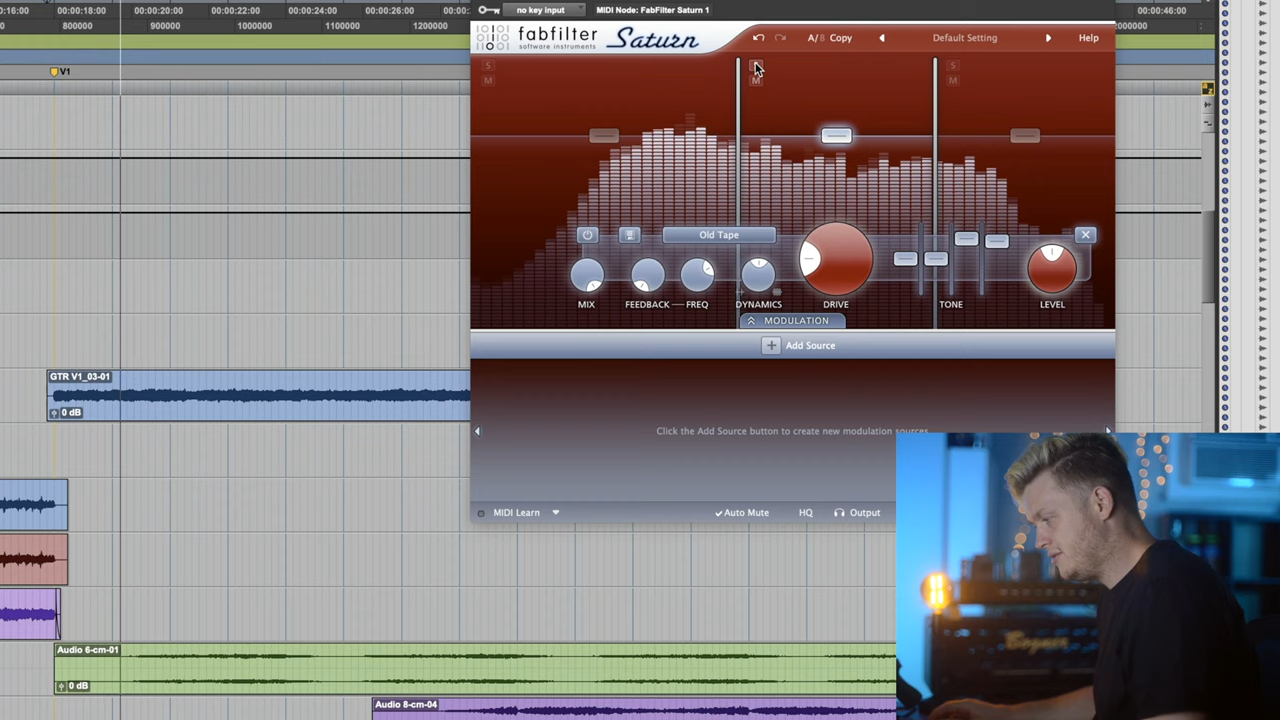 0:00:16:00
00:00:18:00
00:00:20:00
00:00:22:00
00:00:24:00
00:00:26:00
00:00:46:00
800000
900000
1000000
1100000
1200000
V1
no key input
MIDI Node: FabFilter Saturn 1
fabfilter
software instruments
Saturn
A/B
Copy
Default Setting
Help
S
M
S
M
S
M
Old Tape
MIX
FEEDBACK
FREQ
DYNAMICS
DRIVE
TONE
LEVEL
MODULATION
Add Source
Click the Add Source button to create new modulation sources
MIDI Learn
Auto Mute
HQ
Output
GTR V1_03-01
0 dB
Audio 6-cm-01
0 dB
Audio 8-cm-04